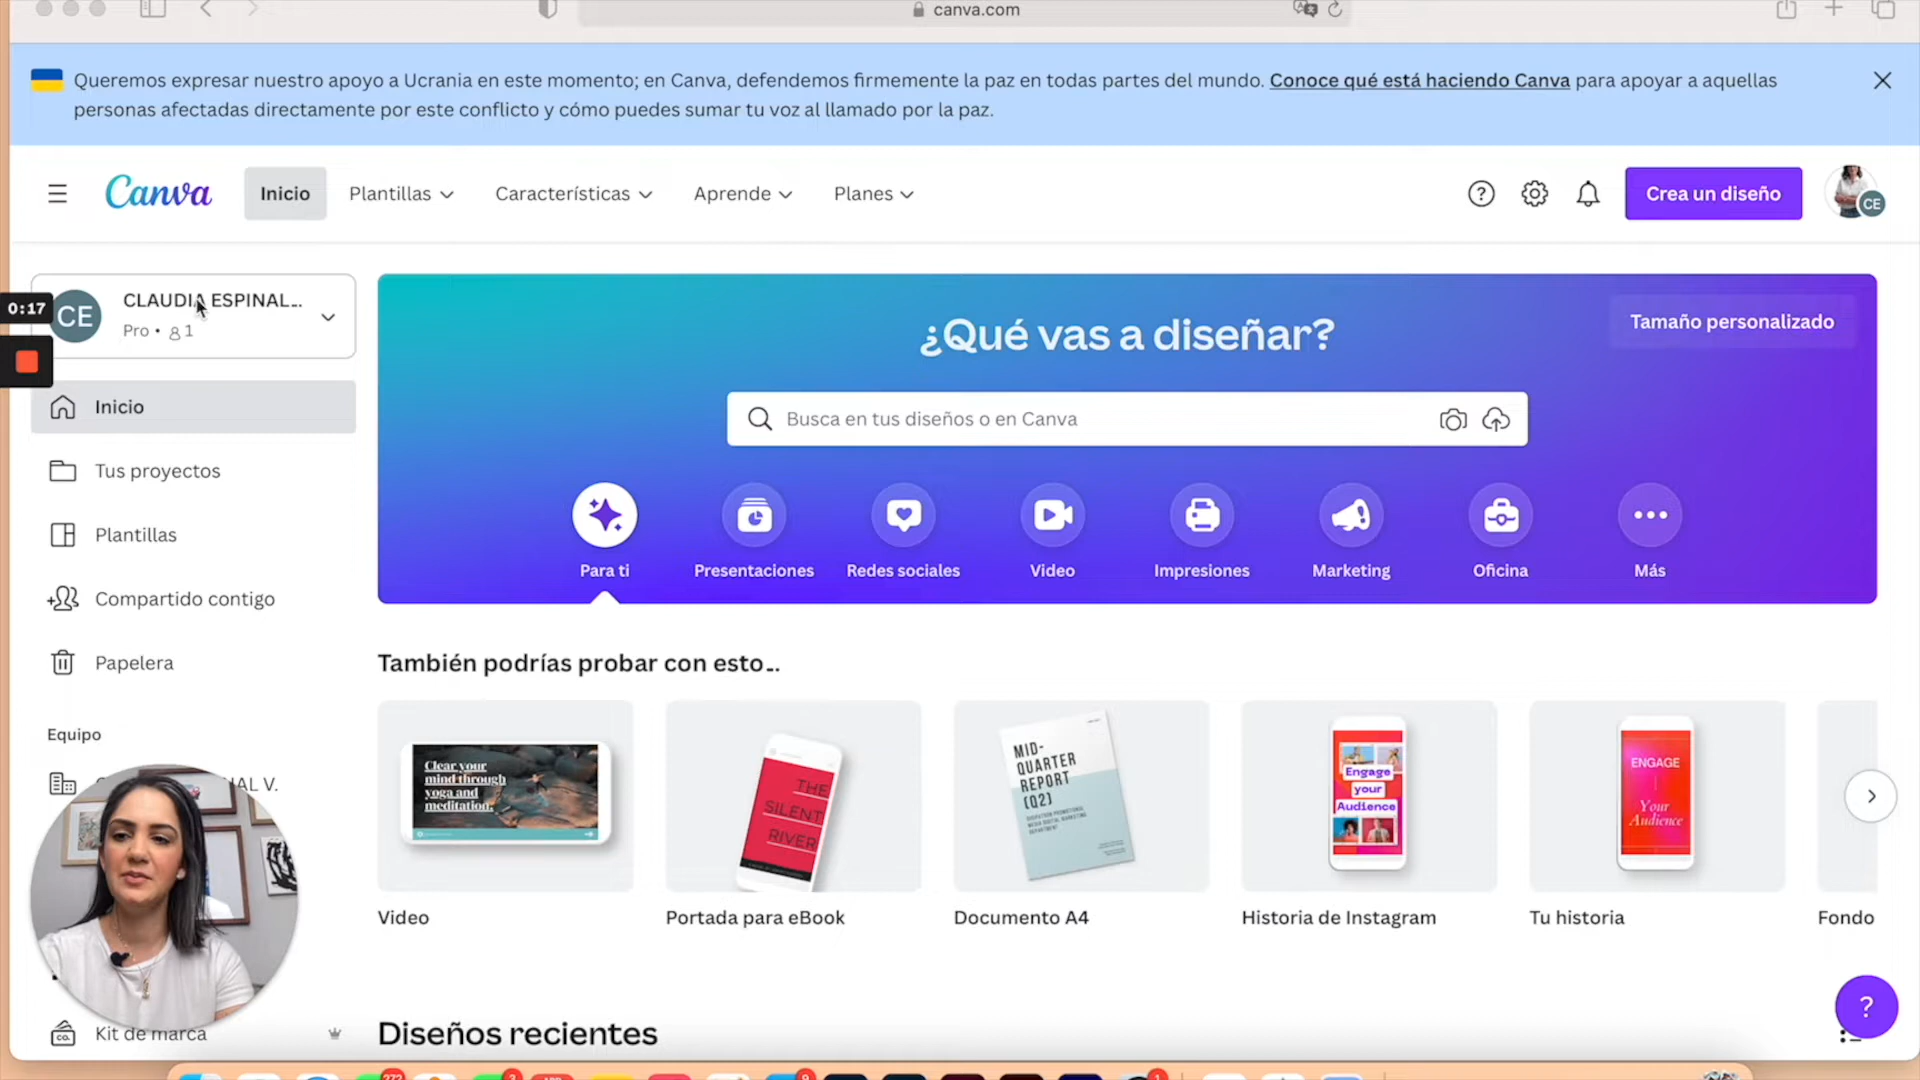 canva.com
Queremos expresar nuestro apoyo a Ucrania en este momento; en Canva, defendemos firmemente la paz en todas partes del mundo. Conoce qué está haciendo Canva para apoyar a aquellas
personas afectadas directamente por este conflicto y cómo puedes sumar tu voz al llamado por la paz.
Canva
Inicio
Plantillas
Características
Aprende
Planes
Crea un diseño
CE
0:17
CE
CLAUDIA ESPINAL...
Pro • 1
Inicio
Tus proyectos
Plantillas
Compartido contigo
Papelera
Equipo
AL V.
Kit de marca
¿Qué vas a diseñar?
Tamaño personalizado
Busca en tus diseños o en Canva
Para ti
Presentaciones
Redes sociales
Video
Impresiones
Marketing
Oficina
Más
También podrías probar con esto...
Clear your
mind through
yoga and
meditation.
THE
SILENT
RIVER
MID-
QUARTER
REPORT
(Q2)
Engage
your
Audience
ENGAGE
Your
Audience
Video
Portada para eBook
Documento A4
Historia de Instagram
Tu historia
Fondo
Diseños recientes
?
272
3
9
1